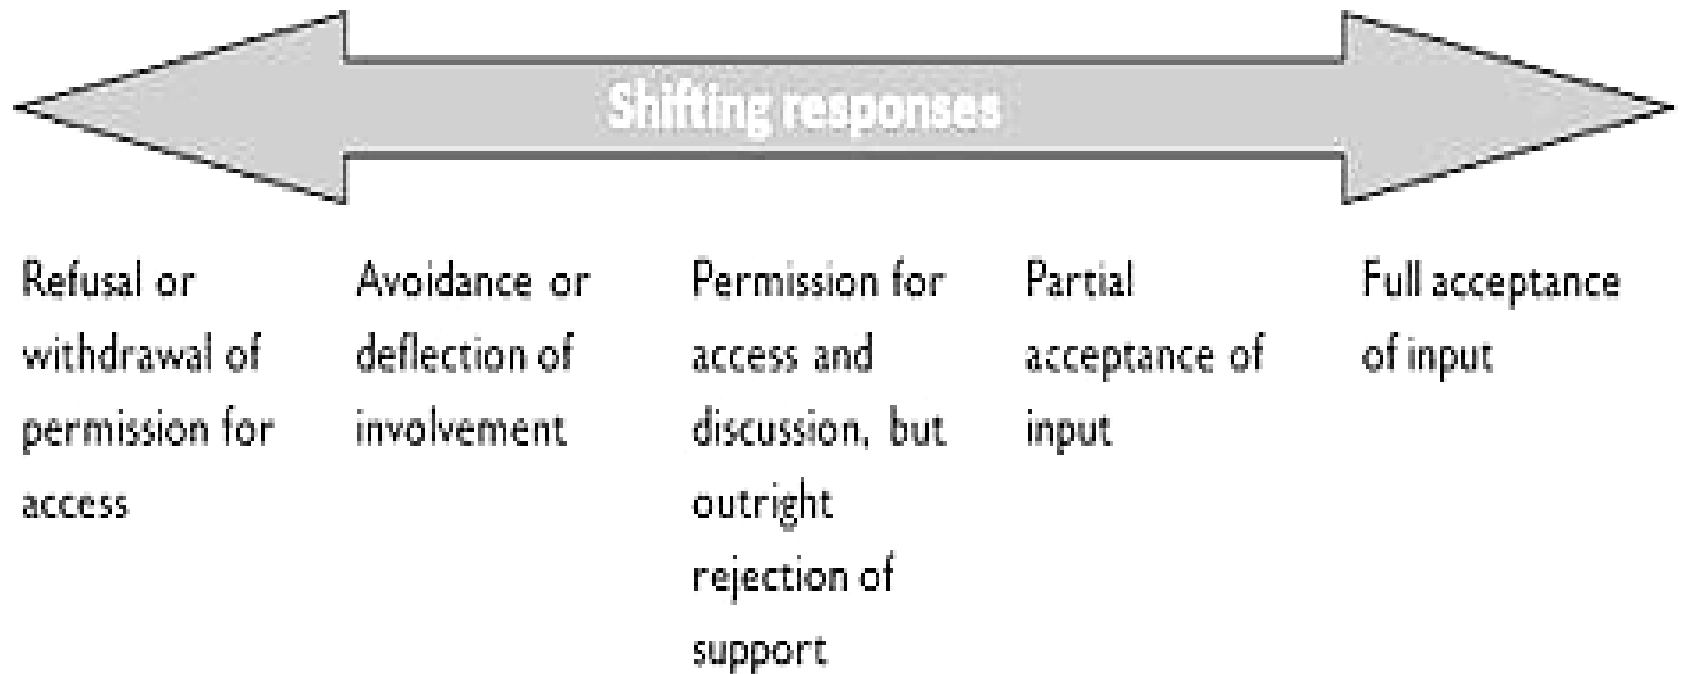 Shifting responses
Refusal or
withdrawal of
permission for
access
Avoidance or
deflection of
involvement
Permission for
access and
discussion, but
outright
rejection of
support
Partial
acceptance of
input
Full acceptance
of input